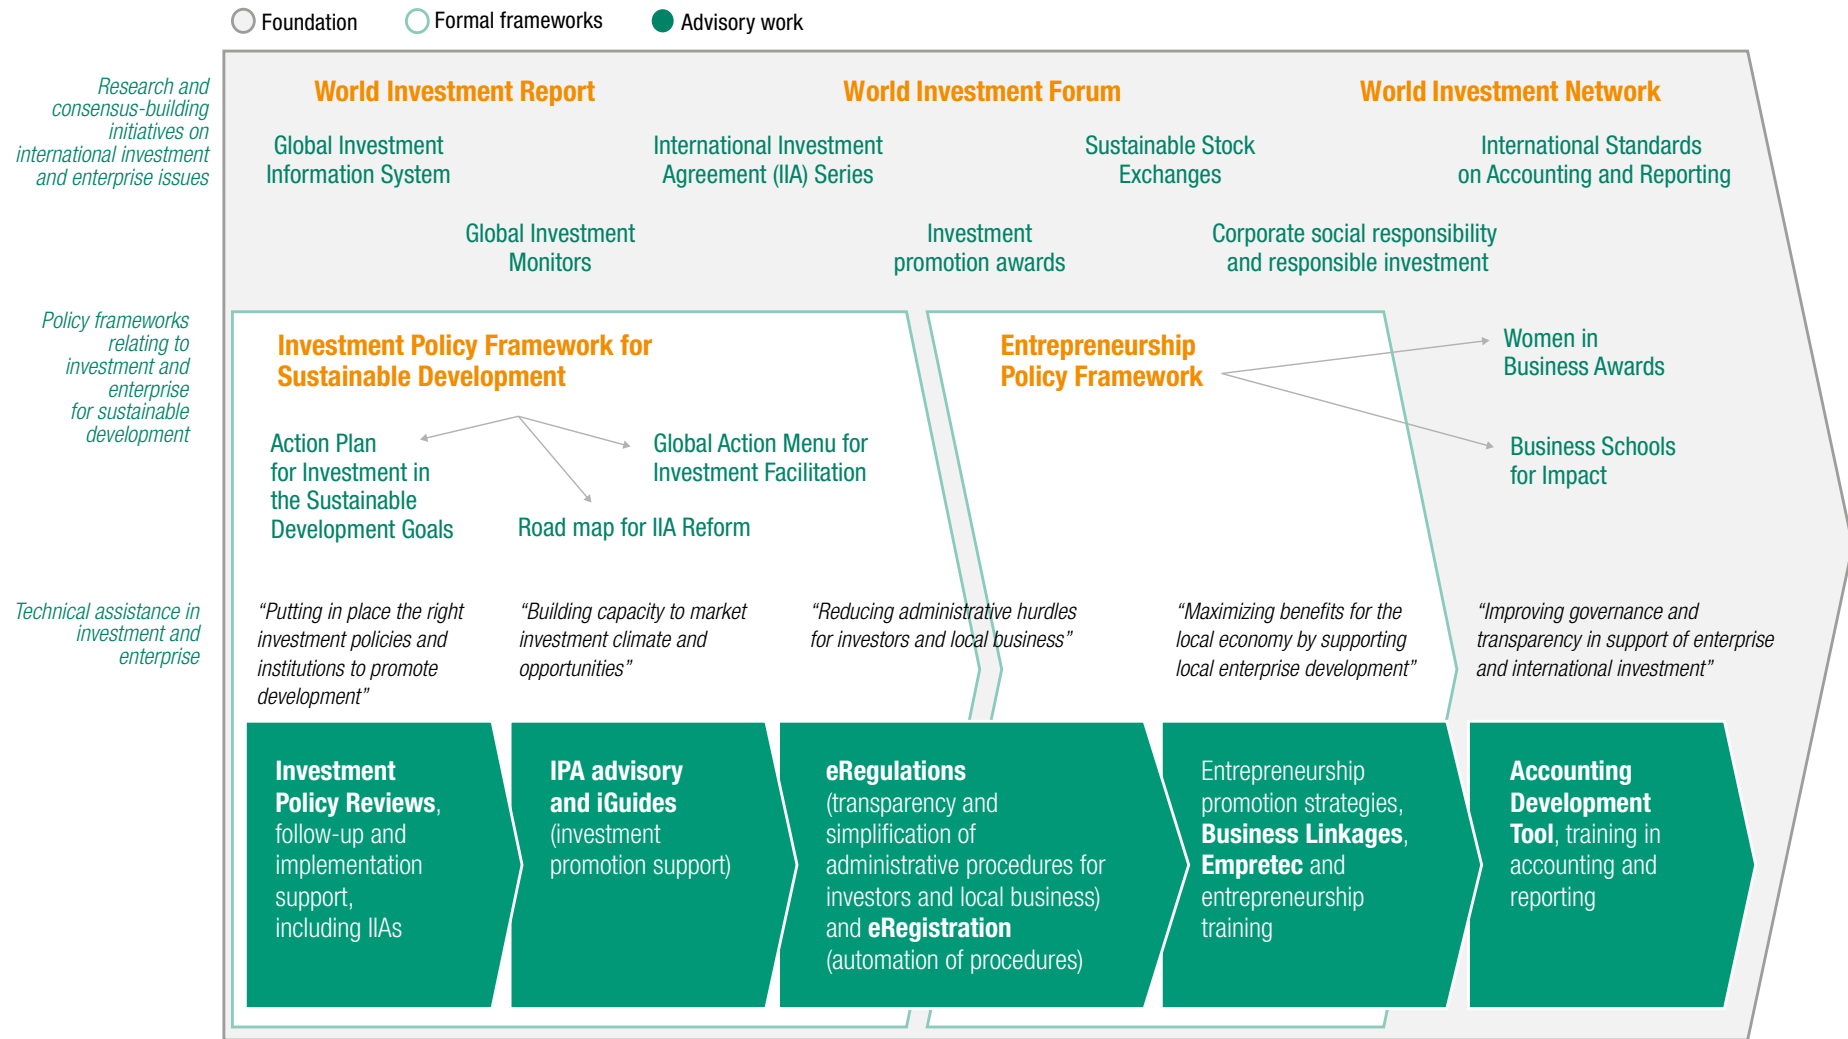 Foundation
Formal frameworks
Advisory work
Research and
consensus-building
initiatives on
international investment
and enterprise issues
World Investment Report
World Investment Forum
World Investment Network
Global Investment
Information System
International Investment
Agreement (IIA) Series
Sustainable Stock
Exchanges
International Standards
on Accounting and Reporting
Global Investment
Monitors
Investment
promotion awards
Corporate social responsibility
and responsible investment
Policy frameworks
relating to
investment and
enterprise
for sustainable
development
Investment Policy Framework for
Sustainable Development
Action Plan
for Investment in
the Sustainable
Development Goals
Road map for IIA Reform
Global Action Menu for
Investment Facilitation
Entrepreneurship
Policy Framework
Women in
Business Awards
Business Schools
for Impact
Technical assistance in
investment and
enterprise
“Putting in place the right
investment policies and
institutions to promote
development”
“Building capacity to market
investment climate and
opportunities”
“Reducing administrative hurdles
for investors and local business”
“Maximizing benefits for the
local economy by supporting
local enterprise development”
“Improving governance and
transparency in support of enterprise
and international investment”
Investment
Policy Reviews,
follow-up and
implementation
support,
including IIAs
IPA advisory
and iGuides
(investment
promotion support)
eRegulations
(transparency and
simplification of
administrative procedures for
investors and local business)
and eRegistration
(automation of procedures)
Entrepreneurship
promotion strategies,
Business Linkages,
Empretec and
entrepreneurship
training
Accounting
Development
Tool, training in
accounting and
reporting